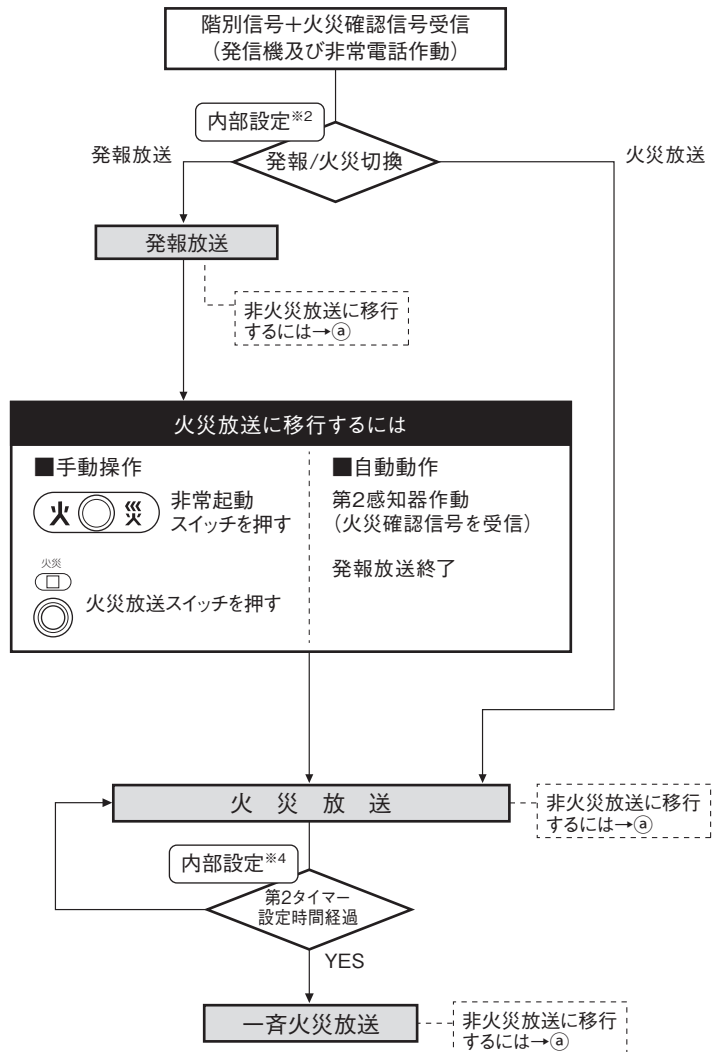 階別信号＋火災確認信号受信
（発信機及び非常電話作動）
内部設定※2
発報放送
発報/火災切換
火災放送
発報放送
非火災放送に移行
するには→ⓐ
火災放送に移行するには
■手動操作
火 災
非常起動
スイッチを押す
火災
火災放送スイッチを押す
■自動動作
第2感知器作動
（火災確認信号を受信）
発報放送終了
火 災 放 送
非火災放送に移行
するには→ⓐ
内部設定※4
第2タイマー
設定時間経過
YES
一斉火災放送
非火災放送に移行
するには→ⓐ